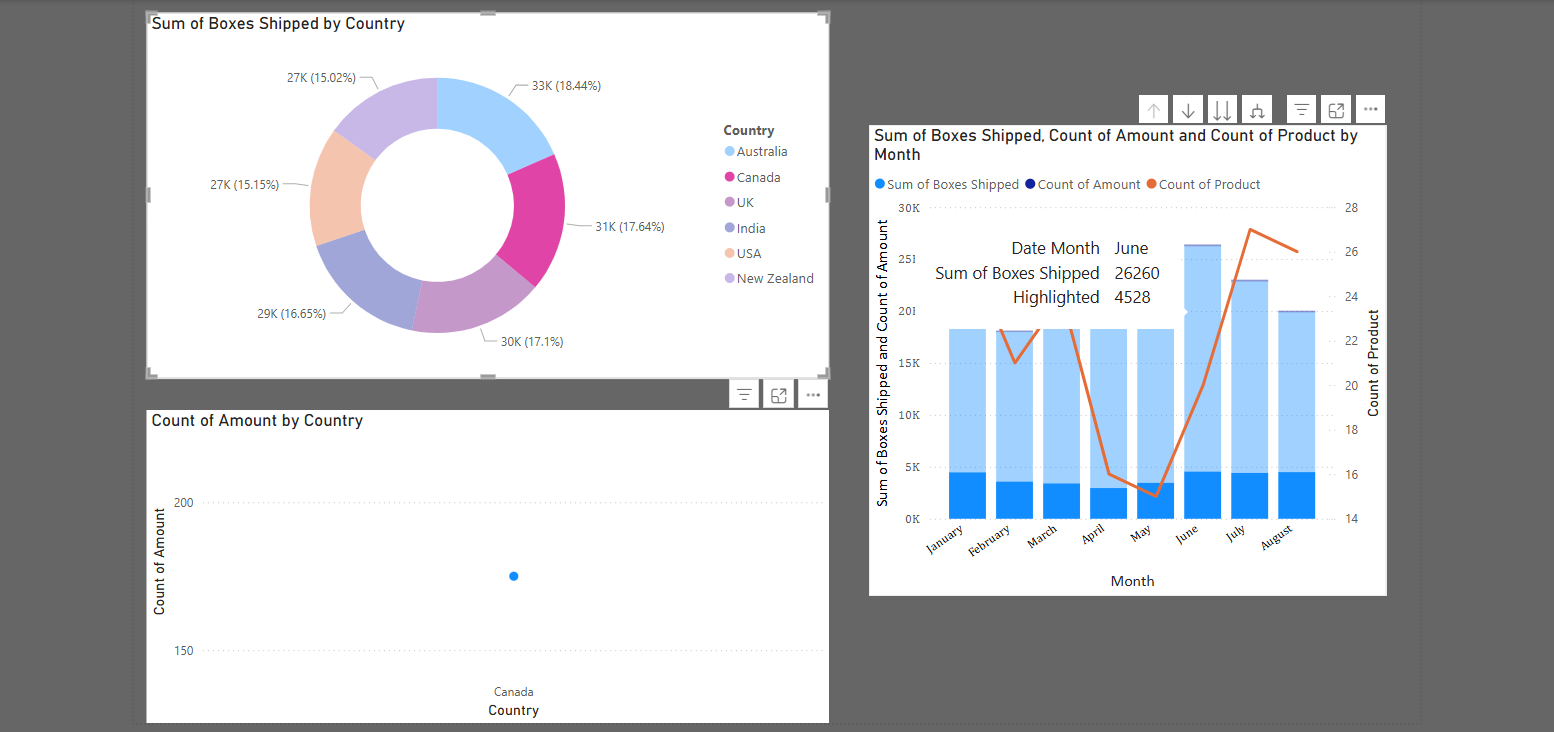 Sum of Boxes Shipped by Country
27K (15.02%)
33K (18.44%)
27K (15.15%)
31K (17.64%)
29K (16.65%)
30K (17.1%)
Country
Australia
Canada
UK
India
USA
New Zealand
Count of Amount by Country
Count of Amount
200
150
Canada
Country
Sum of Boxes Shipped, Count of Amount and Count of Product by
Month
Sum of Boxes Shipped Count of Amount Count of Product
Sum of Boxes Shipped and Count of Amount
30K
15K
10K
5K
0K
Date Month June
Sum of Boxes Shipped 26260
Highlighted 4528
28
26
24
22
20
18
16
14
Count of Product
January
February
March
April
May
June
July
August
Month